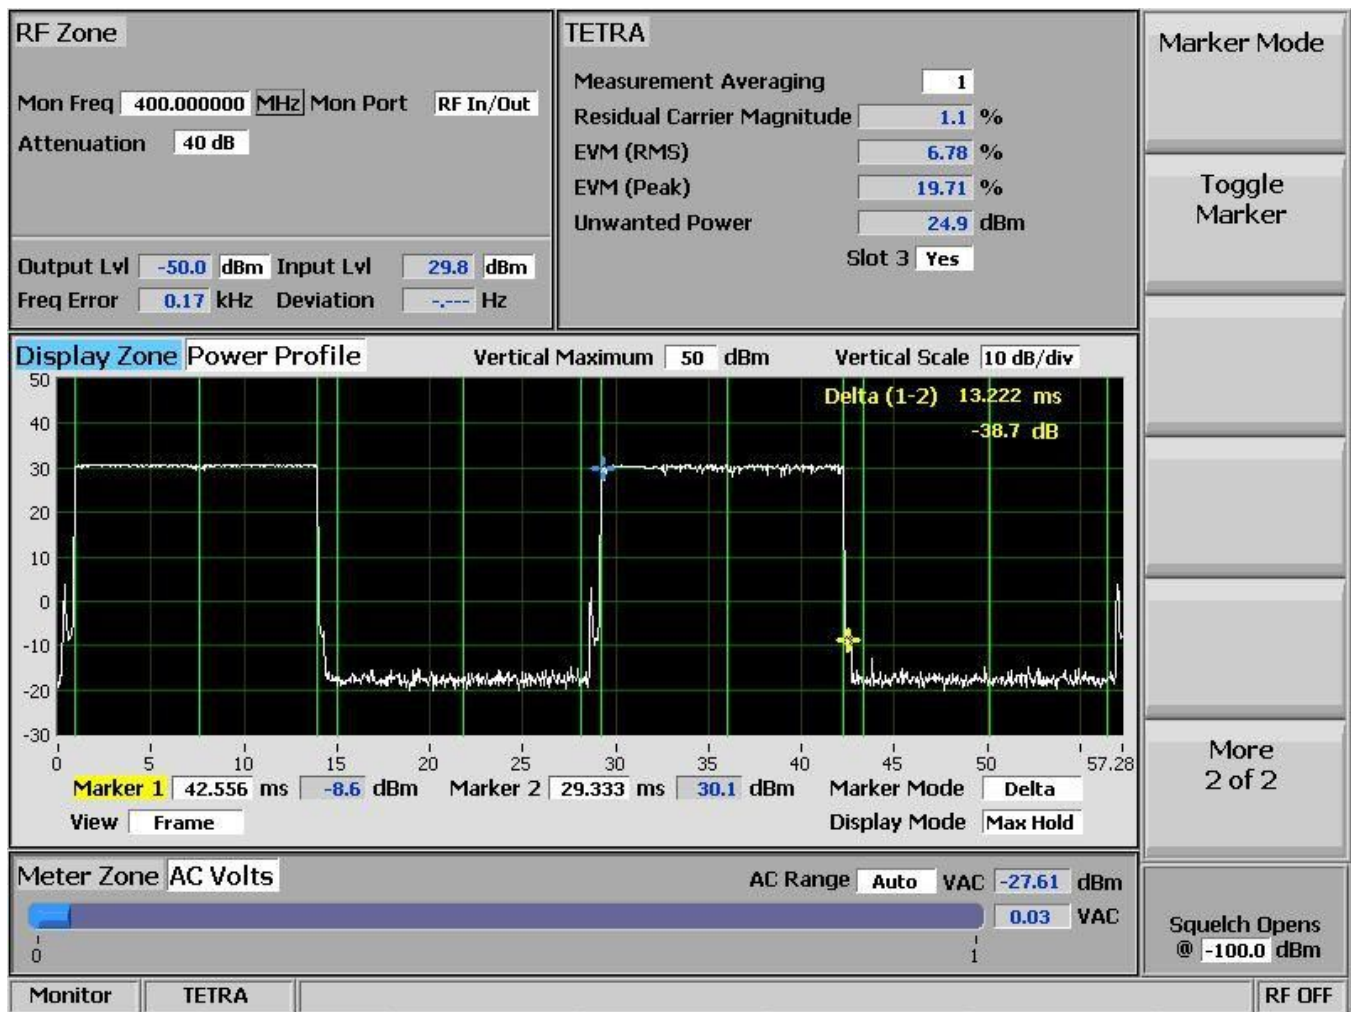 RF Zone
Mon Freq 400.000000 MHz Mon Port RF In/Out
Attenuation 40 dB
Output Lvl -50.0 dBm Input Lvl 29.8 dBm
Freq Error 0.17 kHz Deviation -.--- Hz
TETRA
Measurement Averaging 1
Residual Carrier Magnitude 1.1 %
EVM (RMS) 6.78 %
EVM (Peak) 19.71 %
Unwanted Power 24.9 dBm
Slot 3 Yes
Marker Mode
Toggle
Marker
More
2 of 2
Display Zone Power Profile Vertical Maximum 50 dBm Vertical Scale 10 dB/div
Delta (1-2) 13.222 ms
-38.7 dB
50
40
30
20
10
0
-10
-20
-30
0 5 10 15 20 25 30 35 40 45 50 57.28
Marker 1 42.556 ms -8.6 dBm Marker 2 29.333 ms 30.1 dBm Marker Mode Delta
View Frame Display Mode Max Hold
Meter Zone AC Volts AC Range Auto VAC -27.61 dBm
0.03 VAC
0 1
Squelch Opens
@ -100.0 dBm
Monitor TETRA RF OFF